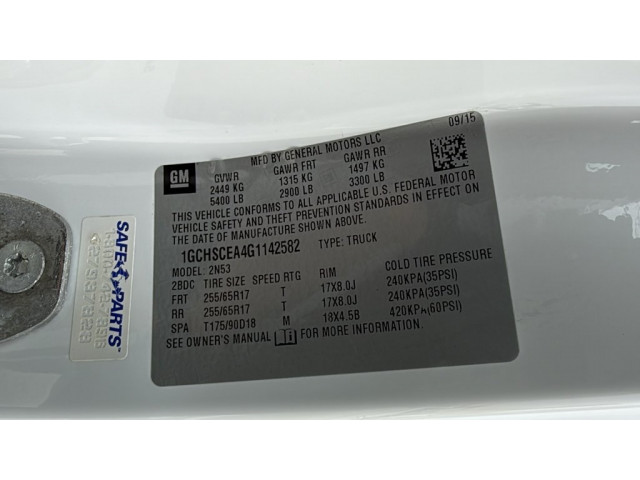 09/15
GM
MFD BY GENERAL MOTORS LLC
GVWR GAWR FRT GAWR RR
2449 KG 1315 KG 1497 KG
5400 LB 2900 LB 3300 LB
THIS VEHICLE CONFORMS TO ALL APPLICABLE U.S. FEDERAL MOTOR
VEHICLE SAFETY AND THEFT PREVENTION STANDARDS IN EFFECT ON THE
DATE OF MANUFACTURE SHOWN ABOVE.
1GCHSCEA4G1142582 TYPE: TRUCK
MODEL: 2N53
2BDC TIRE SIZE SPEED RTG RIM COLD TIRE PRESSURE
FRT 255/65R17 T 17X8.0J 240KPA(35PSI)
RR 255/65R17 T 17X8.0J 240KPA(35PSI)
SPA T175/90D18 M 18X4.5B 420KPA(60PSI)
SEE OWNER'S MANUAL FOR MORE INFORMATION
SAFE PARTS